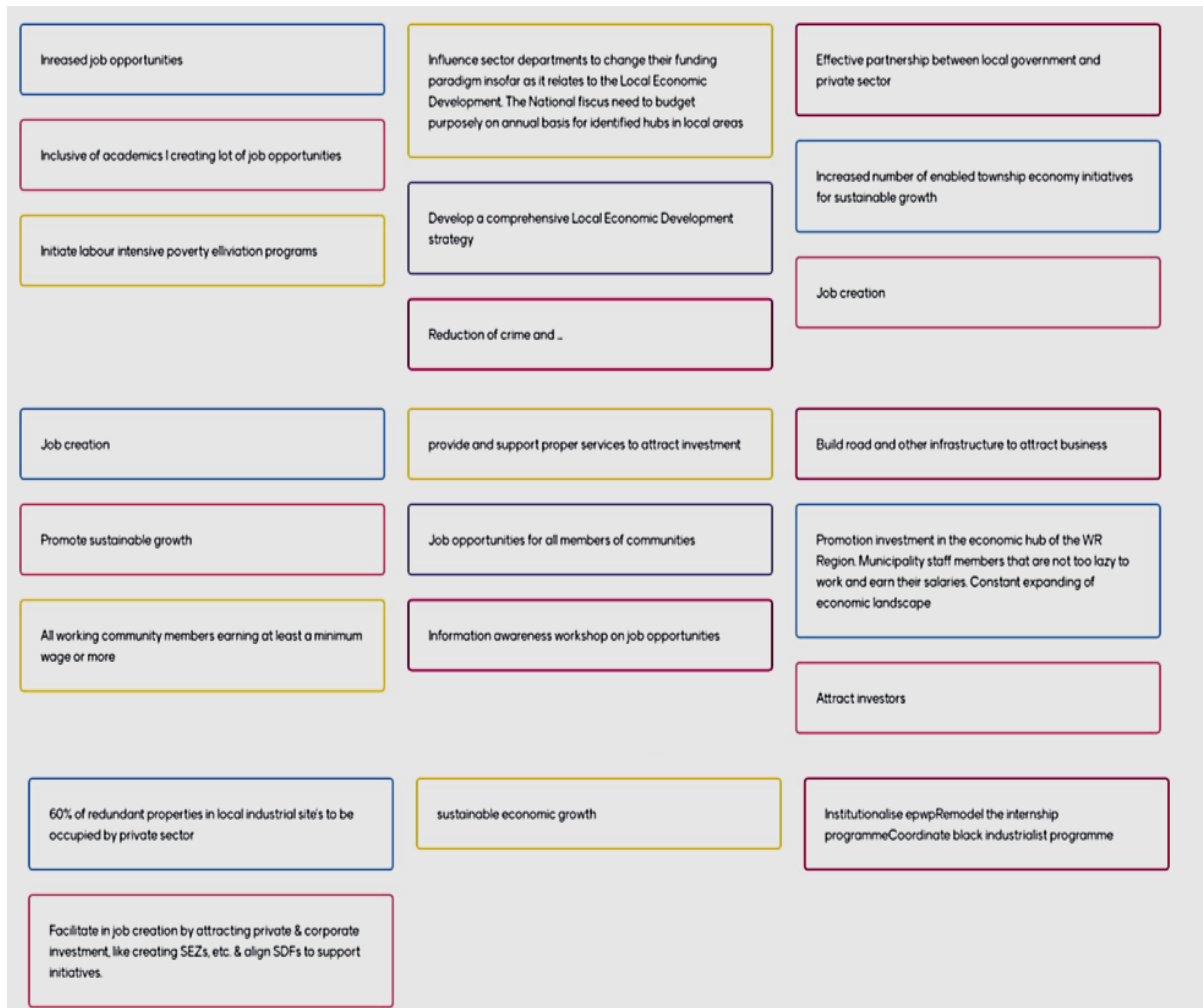 Inreased job opportunities
Inclusive of academics I creating lot of job opportunities
Initiate labour intensive poverty elliviation programs
Influence sector departments to change their funding
paradigm insofar as it relates to the Local Economic
Development. The National fiscus need to budget
purposely on annual basis for identified hubs in local areas
Develop a comprehensive Local Economic Development
strategy
Reduction of crime and ...
Effective partnership between local government and
private sector
Increased number of enabled township economy initiatives
for sustainable growth
Job creation
Job creation
Promote sustainable growth
All working community members earning at least a minimum
wage or more
provide and support proper services to attract investment
Job opportunities for all members of communities
Information awareness workshop on job opportunities
Build road and other infrastructure to attract business
Promotion investment in the economic hub of the WR
Region. Municipality staff members that are not too lazy to
work and earn their salaries. Constant expanding of
economic landscape
Attract investors
60% of redundant properties in local industrial site's to be
occupied by private sector
Facilitate in job creation by attracting private & corporate
investment, like creating SEZs, etc. & align SDFs to support
initiatives.
sustainable economic growth
Institutionalise epwpRemodel the internship
programmeCoordinate black industrialist programme